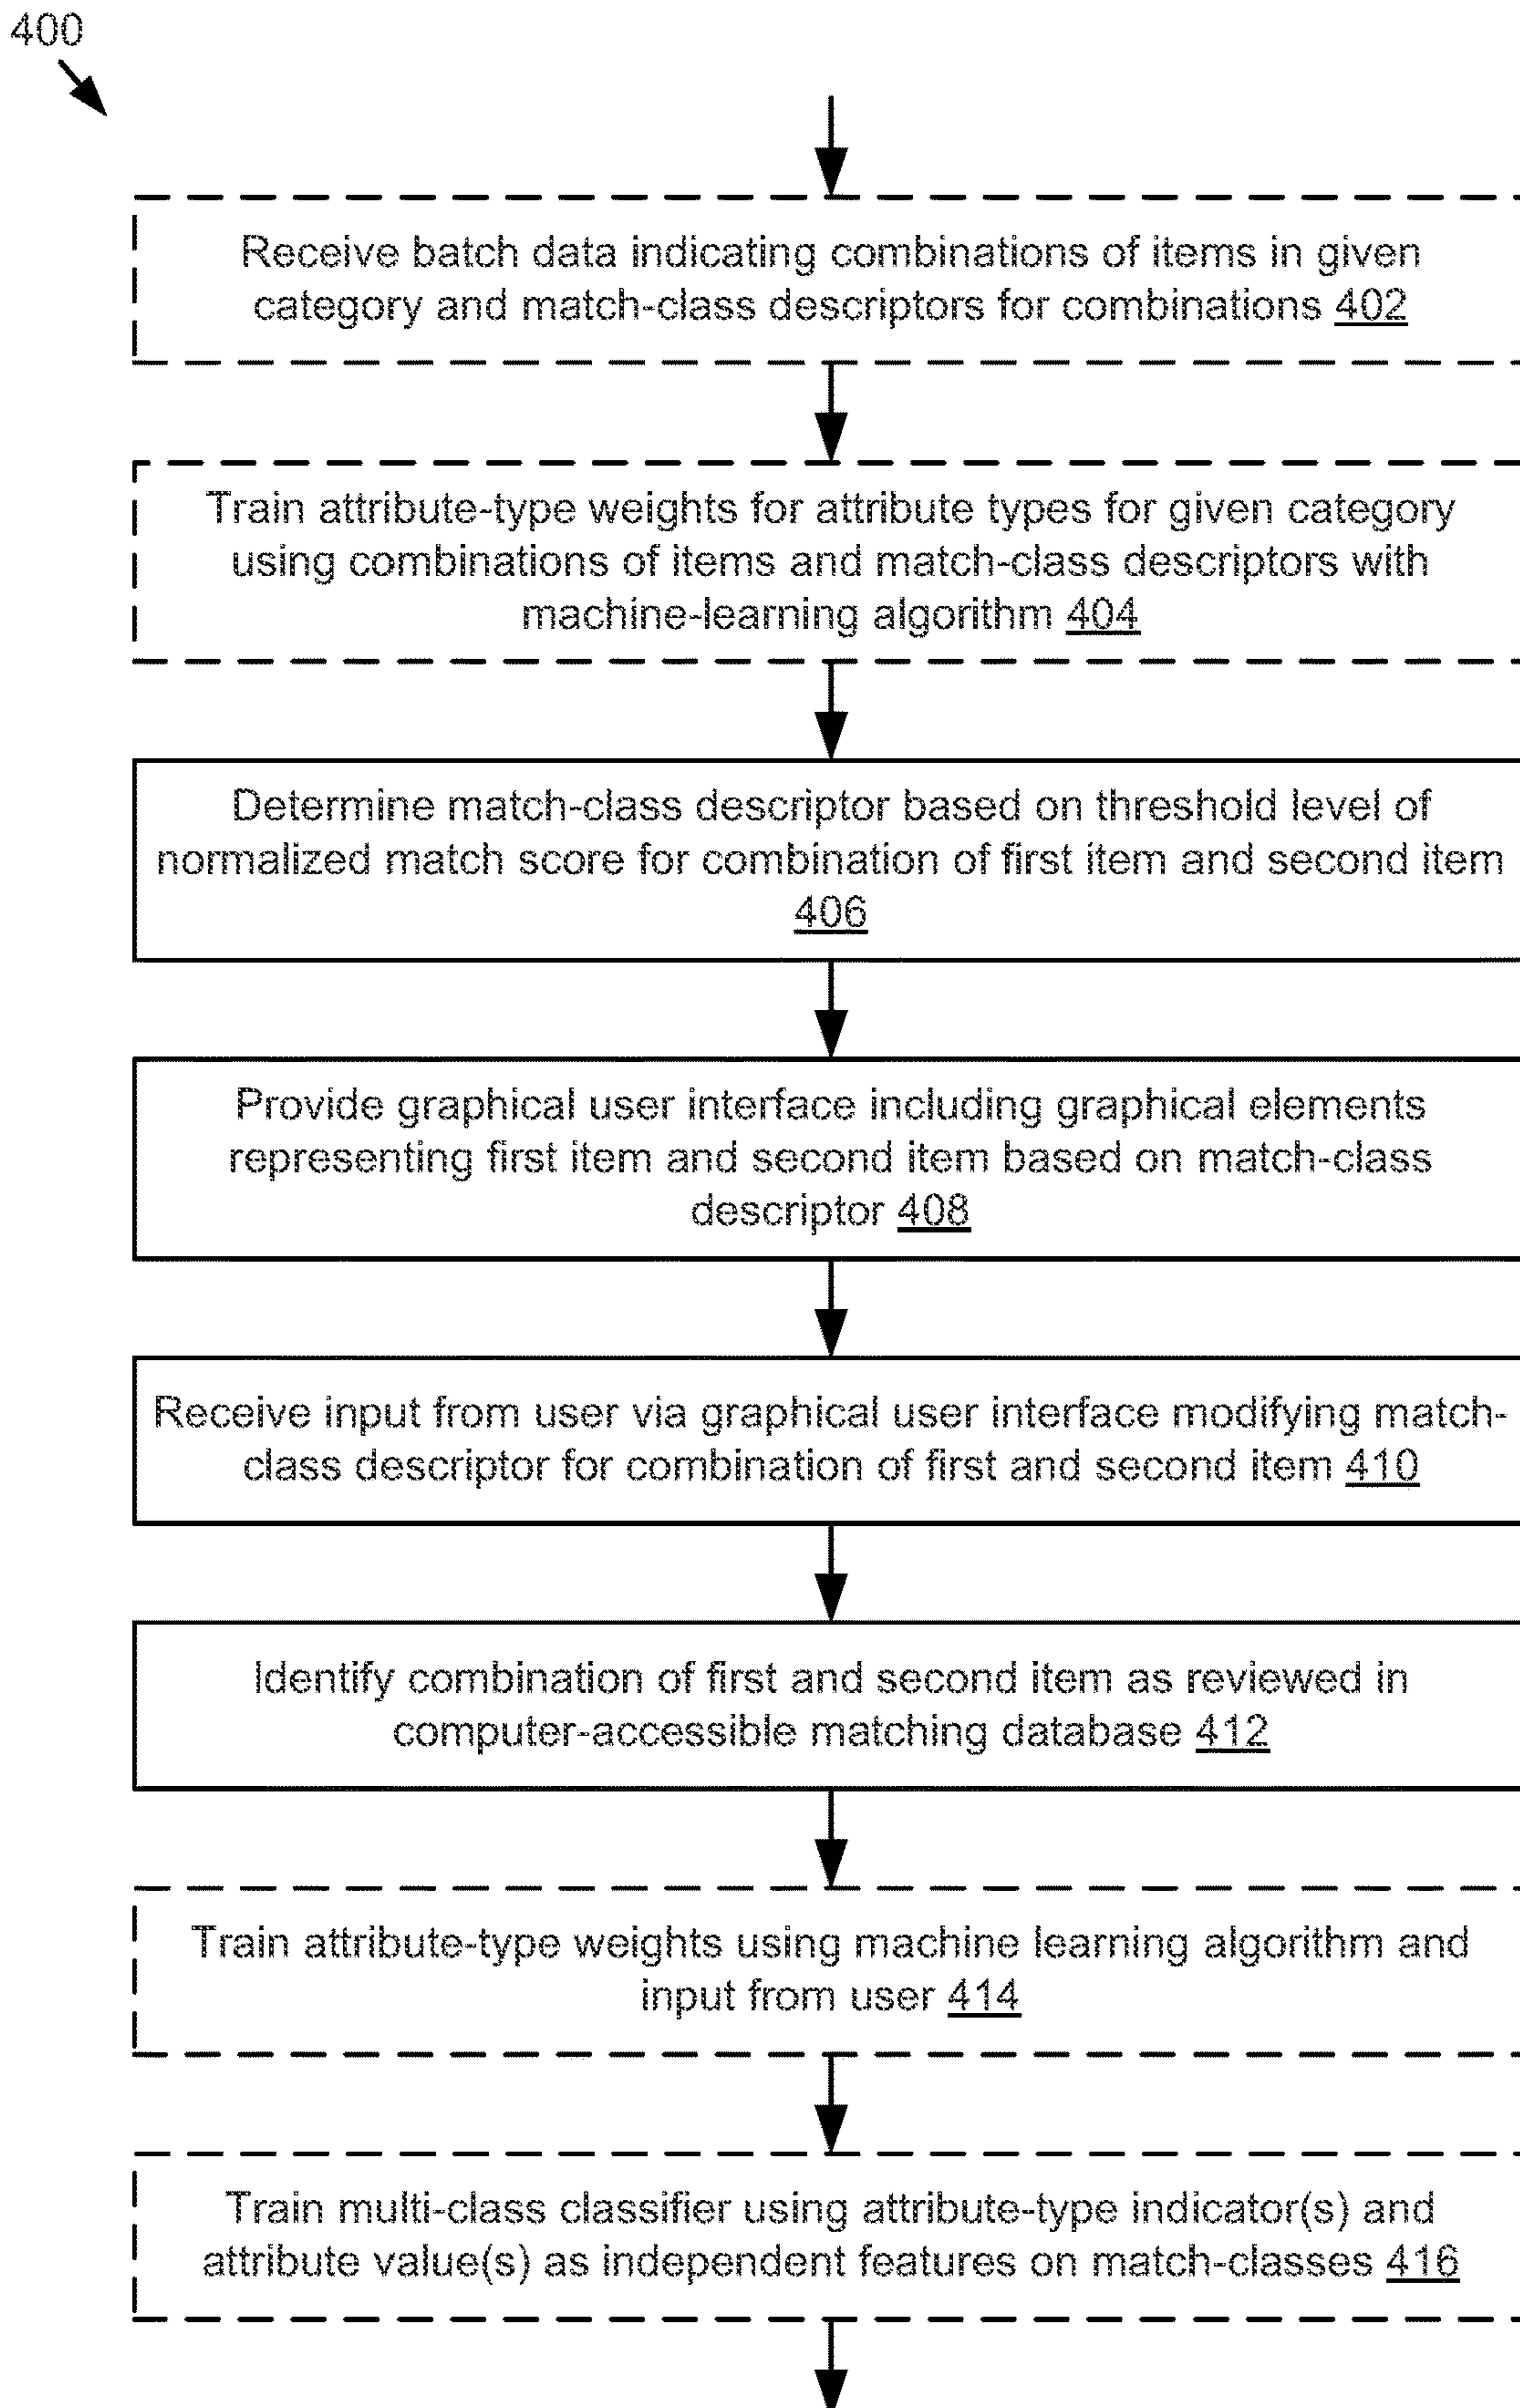 400
Receive batch data indicating combinations of items in given
category and match-class descriptors for combinations 402
Train attribute-type weights for attribute types for given category
using combinations of items and match-class descriptors with
machine-learning algorithm 404
Determine match-class descriptor based on threshold level of
normalized match score for combination of first item and second item
406
Provide graphical user interface including graphical elements
representing first item and second item based on match-class
descriptor 408
Receive input from user via graphical user interface modifying match-
class descriptor for combination of first and second item 410
Identify combination of first and second item as reviewed in
computer-accessible matching database 412
Train attribute-type weights using machine learning algorithm and
input from user 414
Train multi-class classifier using attribute-type indicator(s) and
attribute value(s) as independent features on match-classes 416